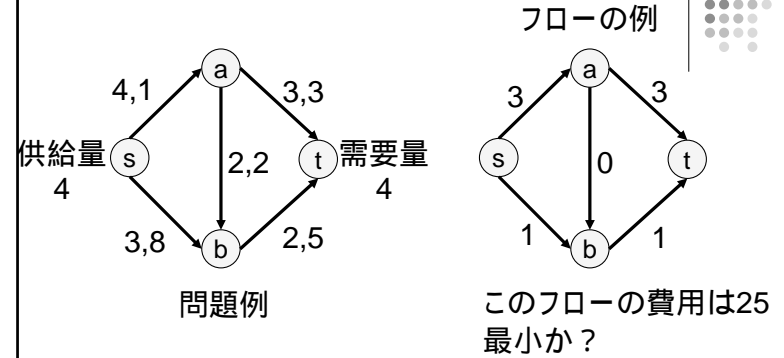 フローの例
a
4,1
3,3
供給量
4
s
2,2
t
需要量
4
3,8
2,5
b
問題例
a
3
3
s
0
t
1
1
b
このフローの費用は25
最小か？